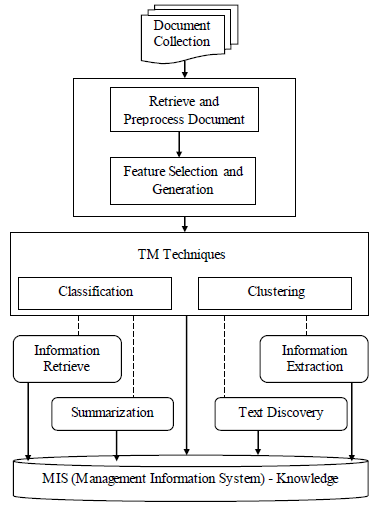 Document
Collection
Retrieve and
Preprocess Document
Feature Selection and
Generation
TM Techniques
Classification
Clustering
Information
Retrieve
Information
Extraction
Summarization
Text Discovery
MIS (Management Information System) - Knowledge